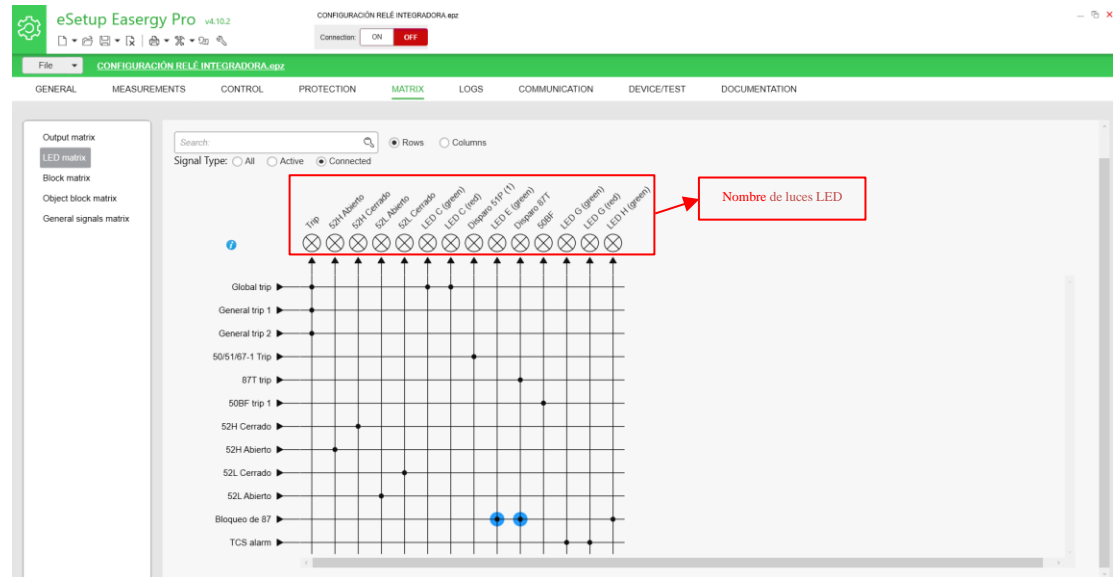 eSetup Easergy Pro v4.10.2
CONFIGURACIÓN RELÉ INTEGRADORA.epz
Connection: ON OFF
File CONFIGURACIÓN RELÉ INTEGRADORA.epz
GENERAL MEASUREMENTS CONTROL PROTECTION MATRIX LOGS COMMUNICATION DEVICE/TEST DOCUMENTATION
Output matrix
LED matrix
Block matrix
Object block matrix
General signals matrix
Search: Rows Columns
Signal Type: All Active Connected
Trip
52H Abierto
52H Cerrado
52L Abierto
52L Cerrado
LED C (green)
LED C (red)
Disparo 51P (1)
LED E (green)
Disparo 87T
50BF
LED G (green)
LED G (red)
LED H (green)
Nombre de luces LED
Global trip
General trip 1
General trip 2
50/51/67-1 Trip
87T trip
50BF trip 1
52H Cerrado
52H Abierto
52L Cerrado
52L Abierto
Bloqueo de 87
TCS alarm